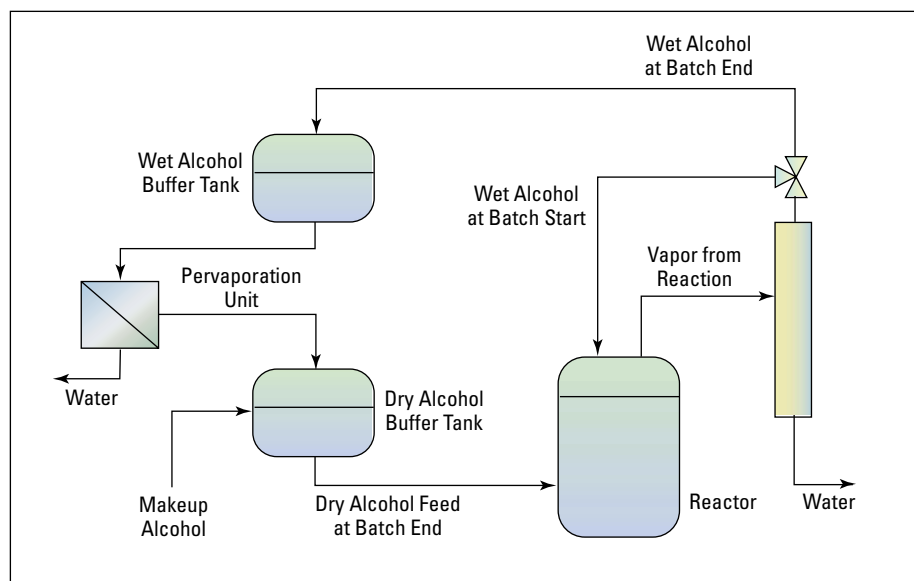 Wet Alcohol
at Batch End
Wet Alcohol
Buffer Tank
Wet Alcohol
at Batch Start
Vapor from
Reaction
Pervaporation
Unit
Water
Dry Alcohol
Buffer Tank
Makeup
Alcohol
Dry Alcohol Feed
at Batch End
Reactor
Water